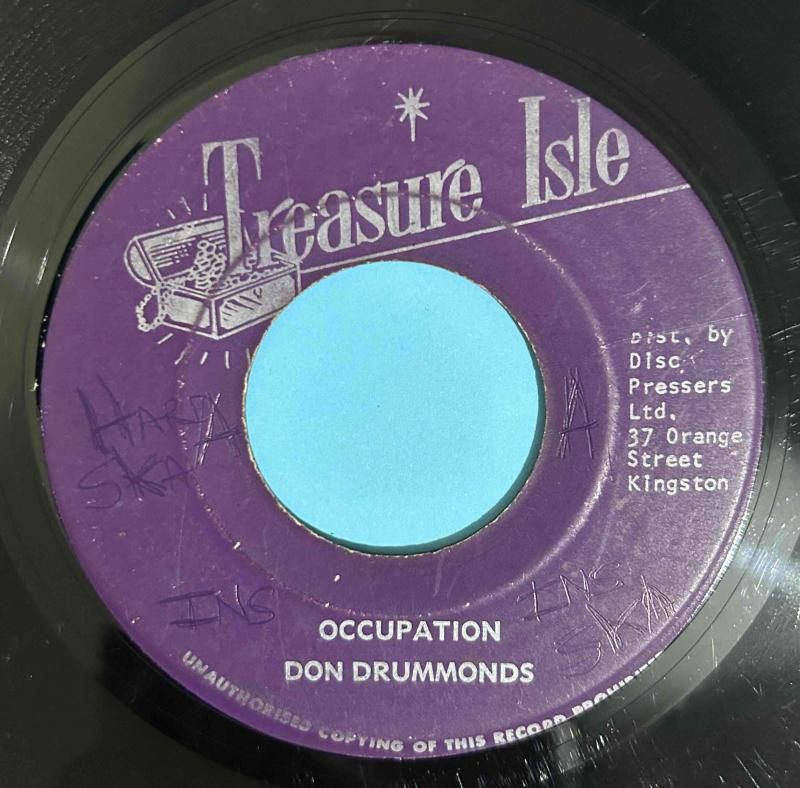 Treasure Isle
Dist. by
Disc
Pressers
Ltd.
37 Orange
Street
Kingston
HARD A
SKA
A
INS
INS
SKA
OCCUPATION
DON DRUMMONDS
UNAUTHORISED COPYING OF THIS RECORD PROHIBITED